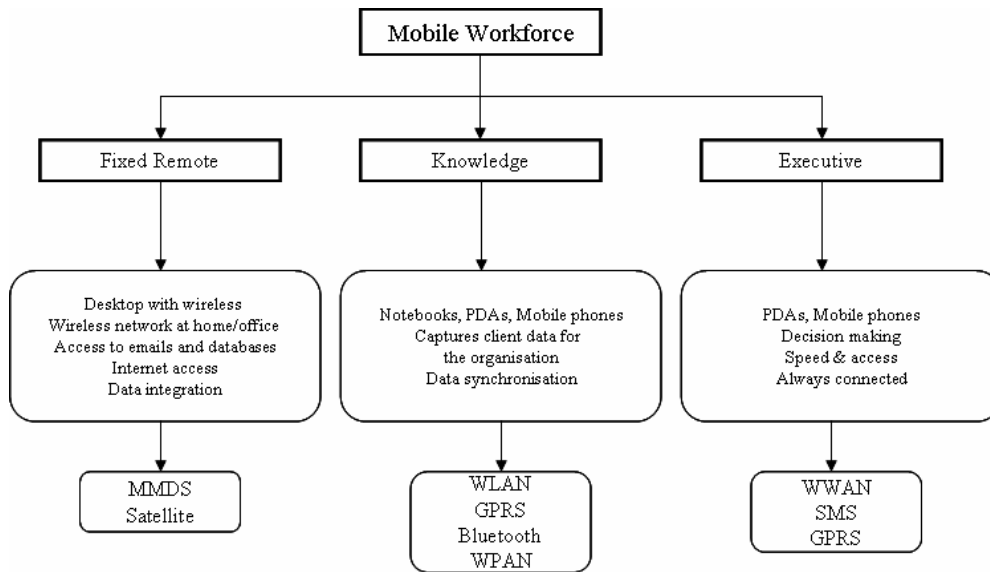 Mobile Workforce
Fixed Remote
Knowledge
Executive
Desktop with wireless
Wireless network at home/office
Access to emails and databases
Internet access
Data integration
Notebooks, PDAs, Mobile phones
Captures client data for
the organisation
Data synchronisation
PDAs, Mobile phones
Decision making
Speed & access
Always connected
MMDS
Satellite
WLAN
GPRS
Bluetooth
WPAN
WWAN
SMS
GPRS